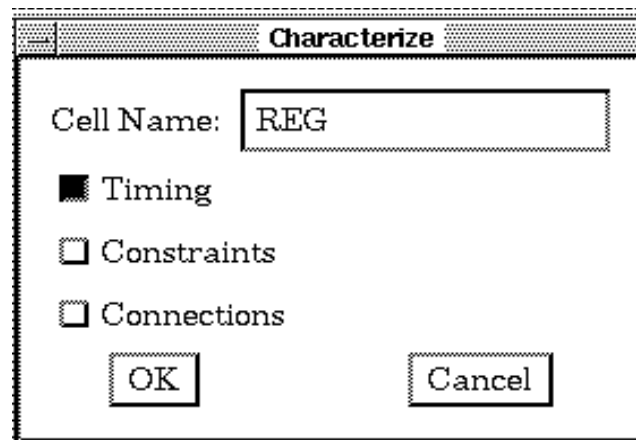 Characterize
Cell Name: REG
Timing
Constraints
Connections
OK Cancel